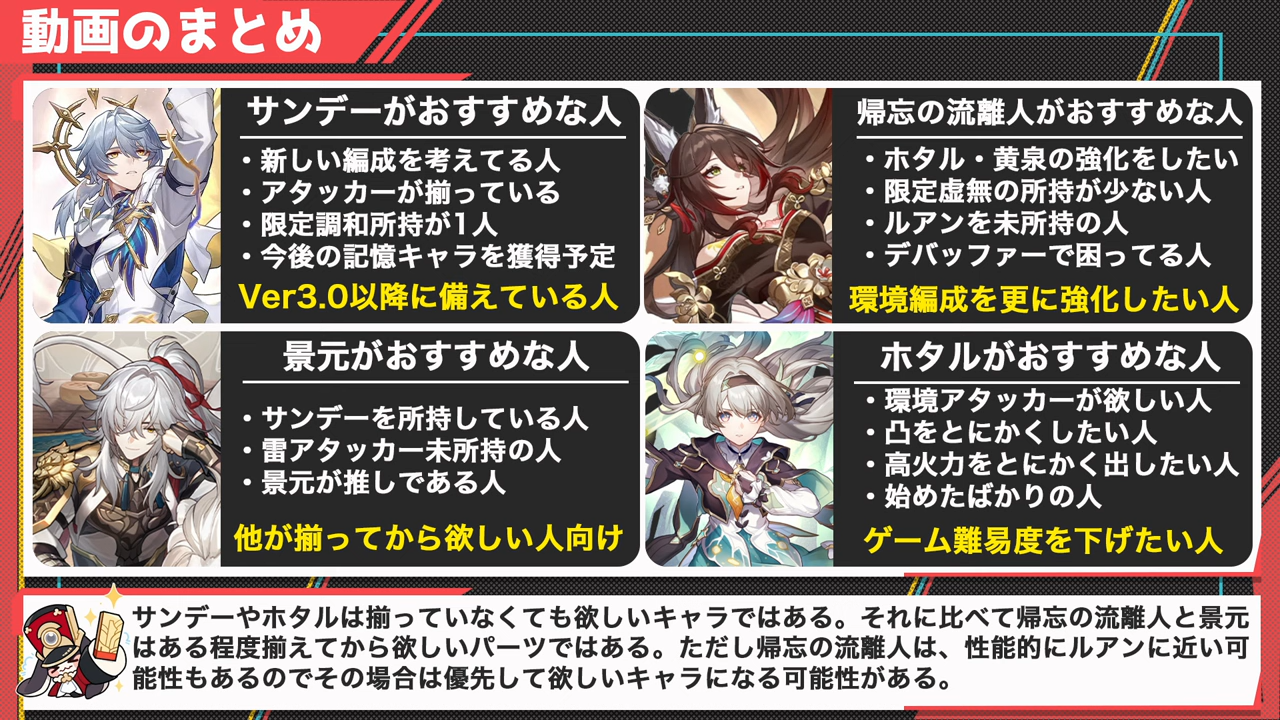 動画のまとめ
サンデーがおすすめな人
・新しい編成を考えてる人
・アタッカーが揃っている
・限定調和所持が1人
・今後の記憶キャラを獲得予定
Ver3.0以降に備えている人
帰忘の流離人がおすすめな人
・ホタル・黄泉の強化をしたい
・限定虚無の所持が少ない人
・ルアンを未所持の人
・デバッファーで困ってる人
環境編成を更に強化したい人
景元がおすすめな人
・サンデーを所持している人
・雷アタッカー未所持の人
・景元が推しである人
他が揃ってから欲しい人向け
ホタルがおすすめな人
・環境アタッカーが欲しい人
・凸をとにかくしたい人
・高火力をとにかく出したい人
・始めたばかりの人
ゲーム難易度を下げたい人
サンデーやホタルは揃っていなくても欲しいキャラではある。それに比べて帰忘の流離人と景元
はある程度揃えてから欲しいパーツではある。ただし帰忘の流離人は、性能的にルアンに近い可
能性もあるのでその場合は優先して欲しいキャラになる可能性がある。